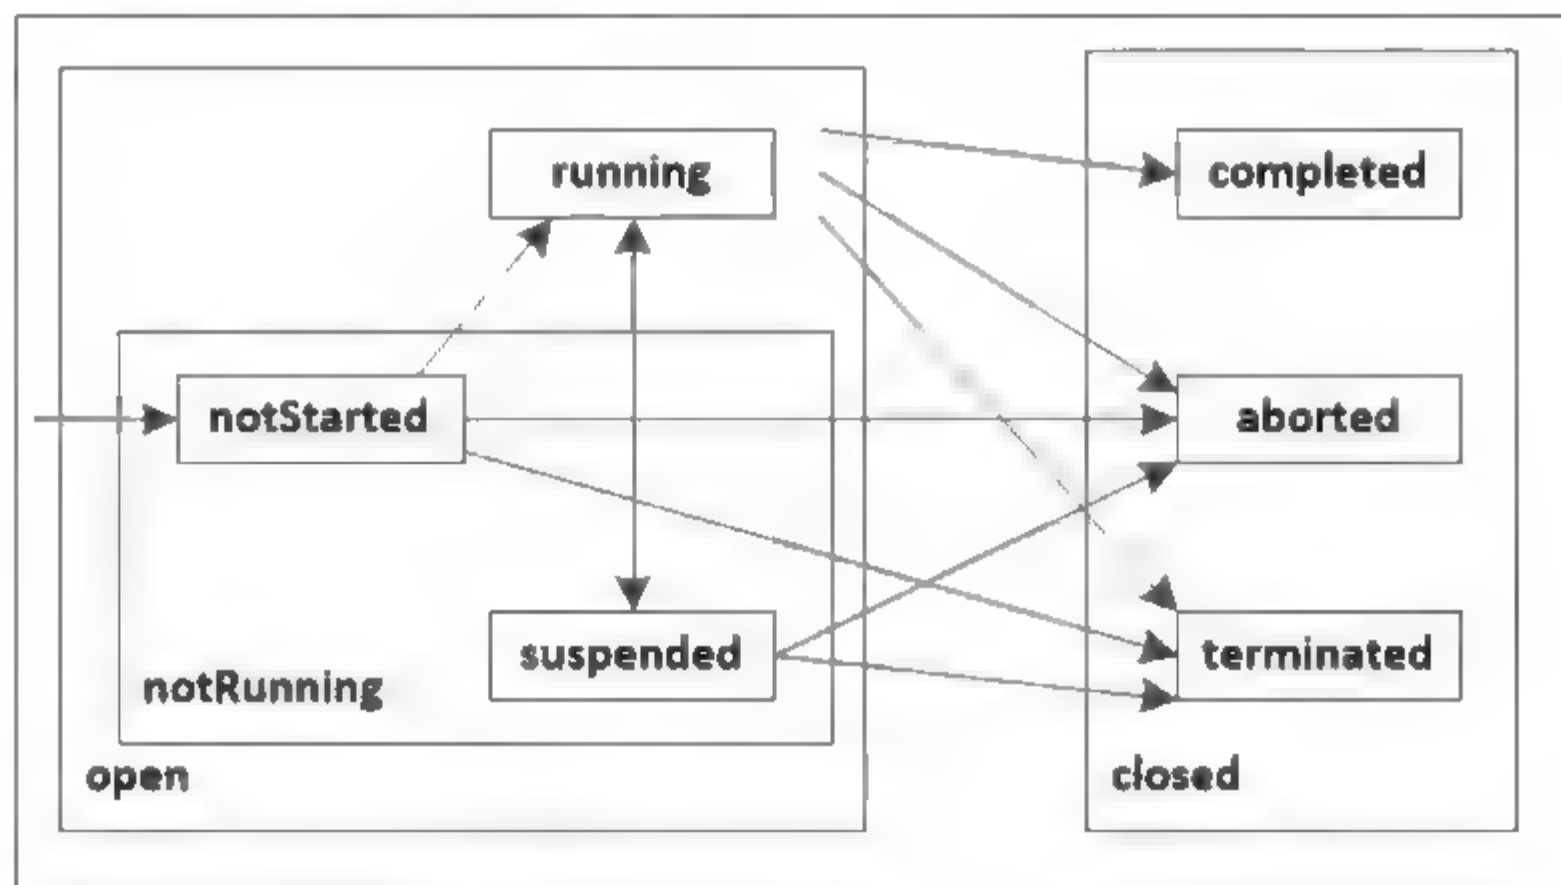 running
completed
notStarted
aborted
suspended
terminated
notRunning
open
closed